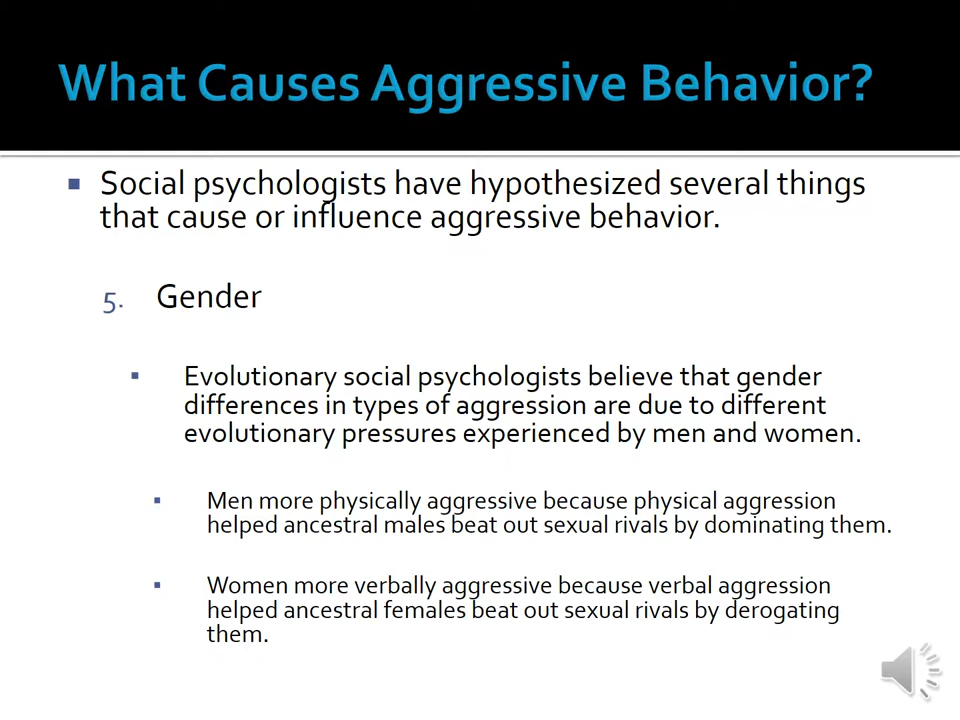 What Causes Aggressive Behavior?
▪ Social psychologists have hypothesized several things
that cause or influence aggressive behavior.
5. Gender
▪ Evolutionary social psychologists believe that gender
differences in types of aggression are due to different
evolutionary pressures experienced by men and women.
▪ Men more physically aggressive because physical aggression
helped ancestral males beat out sexual rivals by dominating them.
▪ Women more verbally aggressive because verbal aggression
helped ancestral females beat out sexual rivals by derogating
them.